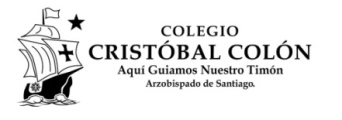 COLEGIO
CRISTÓBAL COLÓN
Aquí Guiamos Nuestro Timón
Arzobispado de Santiago.